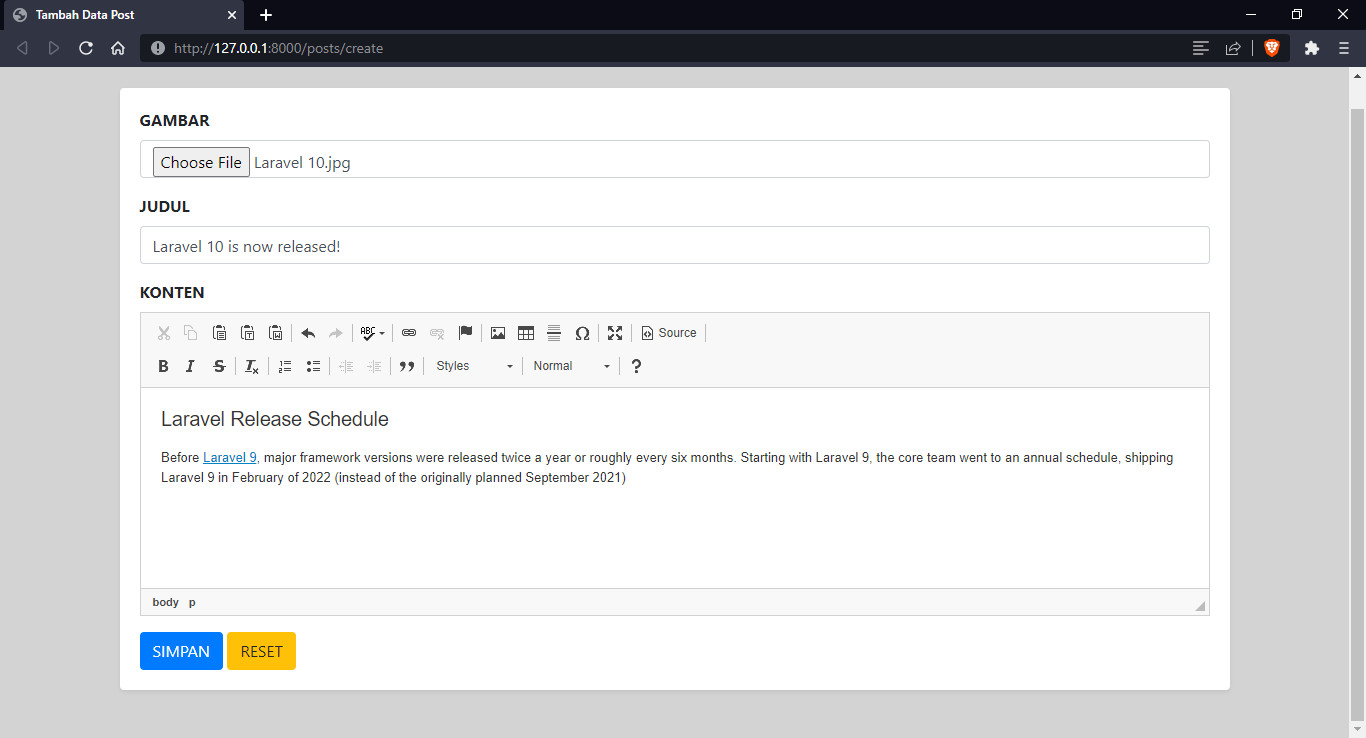 Tambah Data Post
http://127.0.0.1:8000/posts/create
GAMBAR
Choose File Laravel 10.jpg
JUDUL
Laravel 10 is now released!
KONTEN
ABC Ω Source
B I S Tx Styles Normal ?
Laravel Release Schedule
Before Laravel 9, major framework versions were released twice a year or roughly every six months. Starting with Laravel 9, the core team went to an annual schedule, shipping
Laravel 9 in February of 2022 (instead of the originally planned September 2021)
body p
SIMPAN RESET